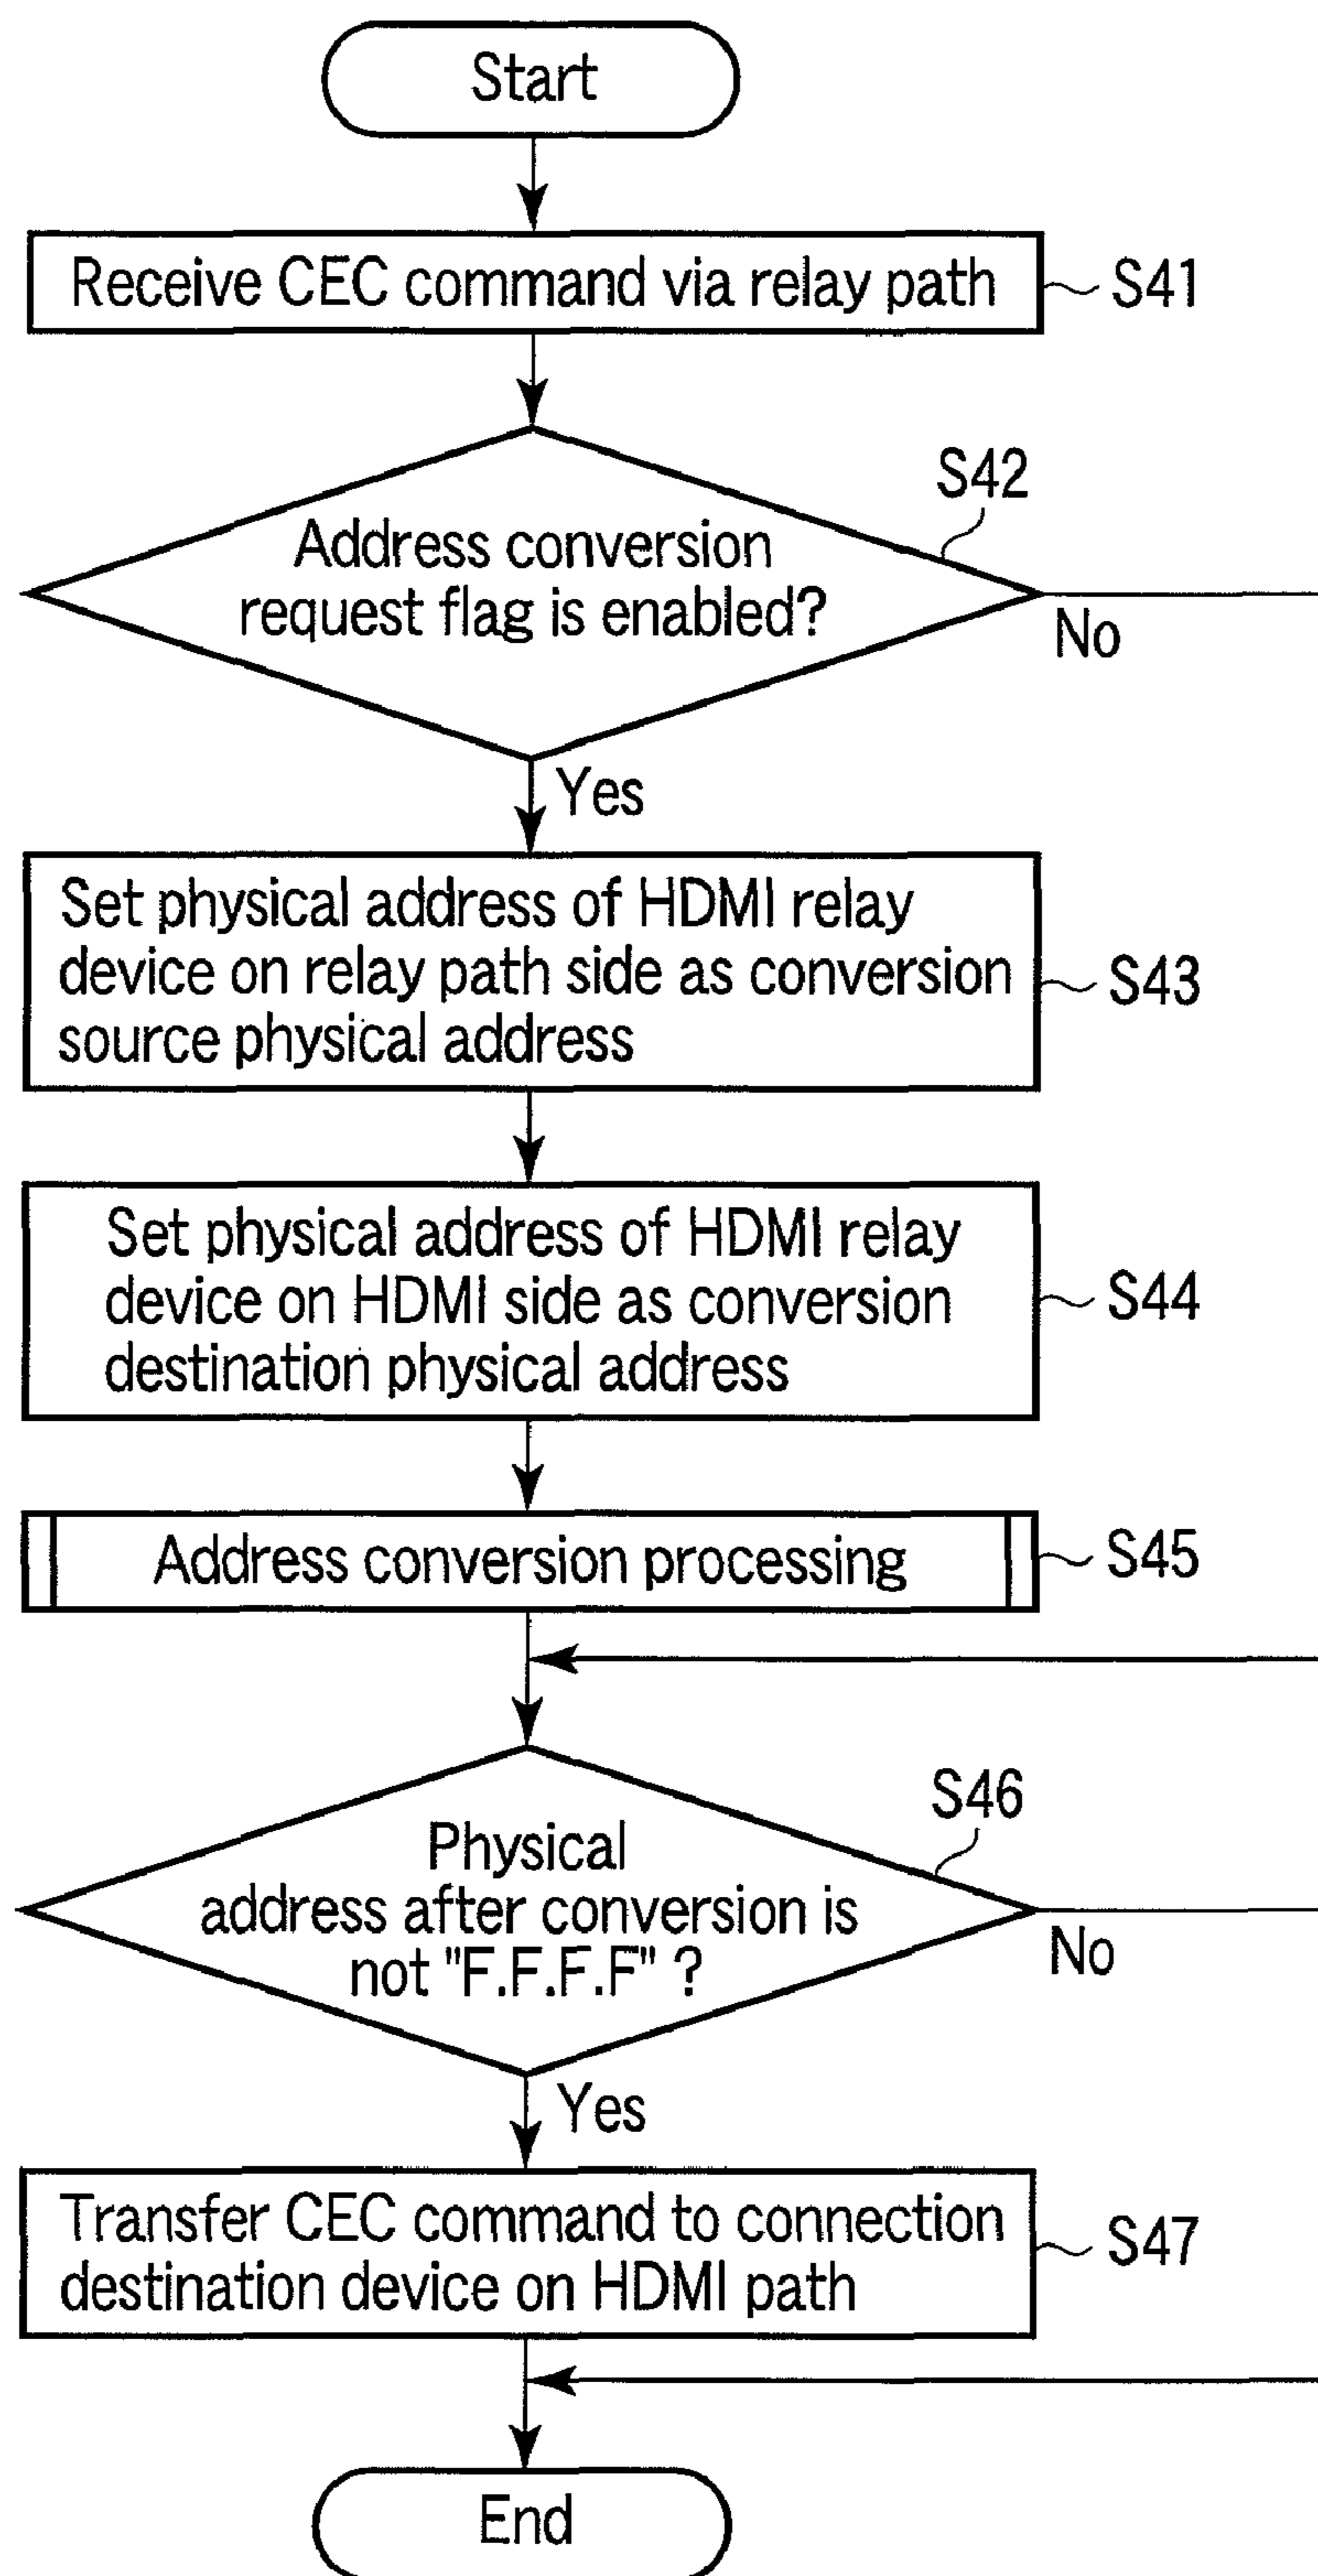 Start
Receive CEC command via relay path
S41
S42
Address conversion
request flag is enabled?
No
Yes
Set physical address of HDMI relay
device on relay path side as conversion
source physical address
S43
Set physical address of HDMI relay
device on HDMI side as conversion
destination physical address
S44
Address conversion processing
S45
S46
Physical
address after conversion is
not "F.F.F.F" ?
No
Yes
Transfer CEC command to connection
destination device on HDMI path
S47
End